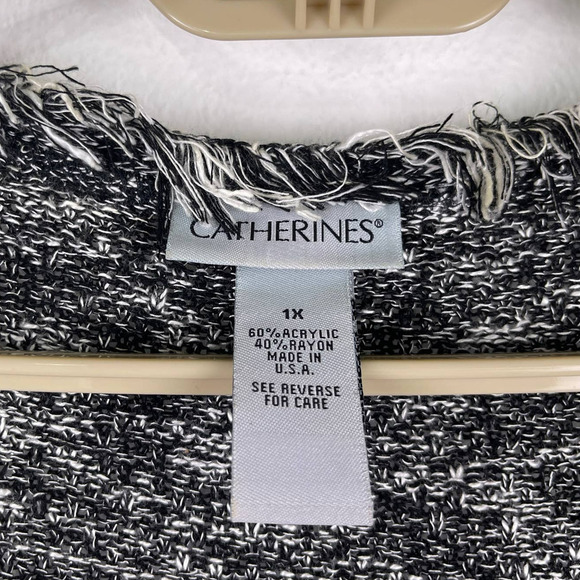 CATHERINES®
1X
60% ACRYLIC
40% RAYON
MADE IN
U.S.A.
SEE REVERSE
FOR CARE